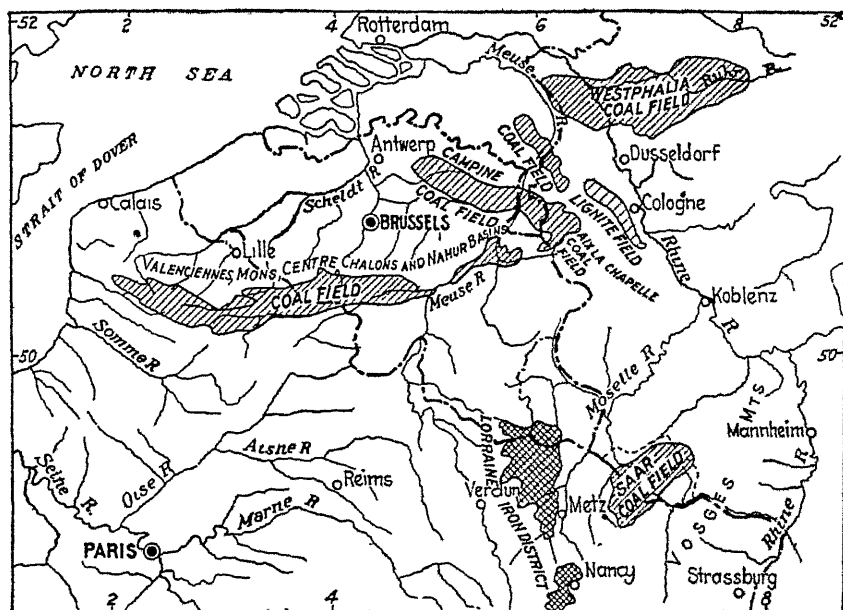 52 2 4 6 8 52
Rotterdam
NORTH SEA
Meuse R
Ruhr R
WESTPHALIA
COAL FIELD
STRAIT OF DOVER
Antwerp
CAMPINE
COAL FIELD
COAL FIELD
Dusseldorf
Calais
Scheldt R
BRUSSELS
LIGNITE FIELD
Cologne
Lille
VALENCIENNES, MONS, CENTRE CHALONS AND NAMUR BASINS
COAL FIELD
AIX LA CHAPELLE
COAL
FIELD
Rhine R
Meuse R
Koblenz
Somme R
50 50
Moselle R
MTS
Mannheim
Aisne R
LORRAINE
IRON DISTRICT
SAAR
COAL FIELD
Seine R.
Oise R
Reims
Verdun
Metz
VOSGIES
Marne R
PARIS
Rhine R
Nancy
Strassburg
2 4 8